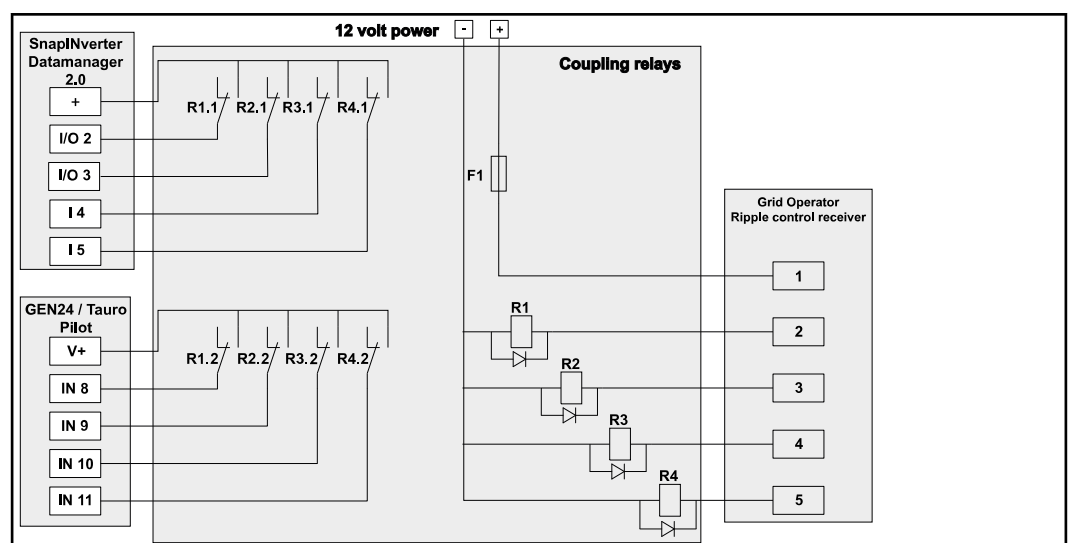 12 volt power - +
SnapINverter
Datamanager
2.0
+
I/O 2
I/O 3
I 4
I 5
R1.1 R2.1 R3.1 R4.1
Coupling relays
F1
Grid Operator
Ripple control receiver
1
2
3
4
5
R1
R2
R3
R4
GEN24 / Tauro
Pilot
V+
IN 8
IN 9
IN 10
IN 11
R1.2 R2.2 R3.2 R4.2